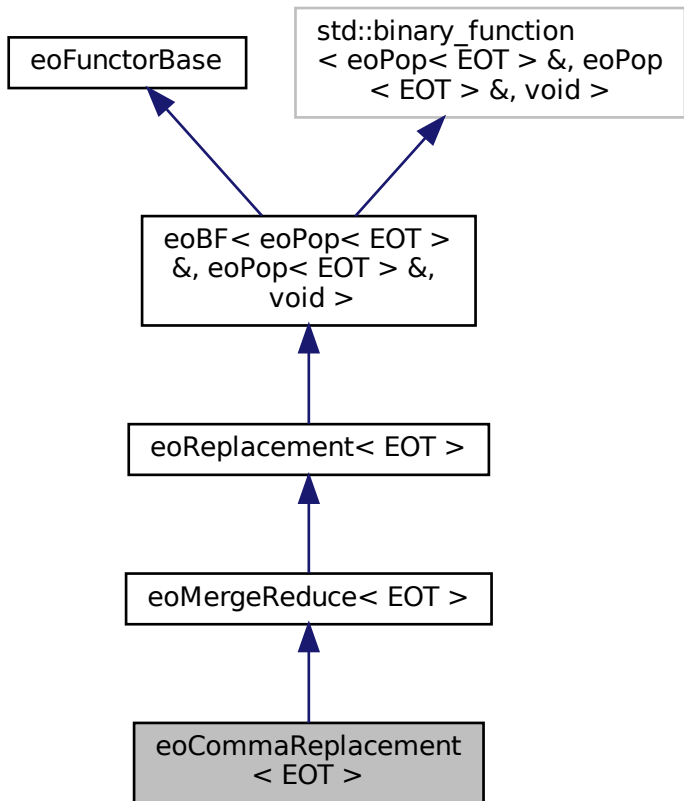 eoFunctorBase
std::binary_function
< eoPop< EOT > &, eoPop
< EOT > &, void >
eoBF< eoPop< EOT >
&, eoPop< EOT > &,
void >
eoReplacement< EOT >
eoMergeReduce< EOT >
eoCommaReplacement
< EOT >